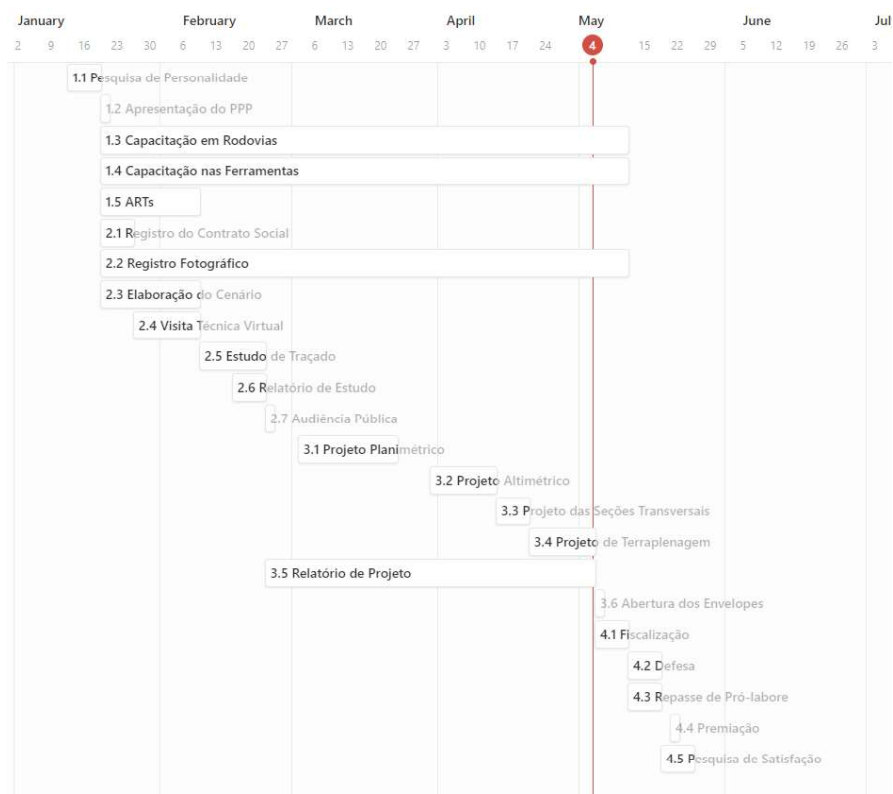 January February March April May June Jul
2 9 16 23 30 6 13 20 27 6 13 20 27 3 10 17 24 4 15 22 29 5 12 19 26 3
1.1 Pesquisa de Personalidade
1.2 Apresentação do PPP
1.3 Capacitação em Rodovias
1.4 Capacitação nas Ferramentas
1.5 ARTs
2.1 Registro do Contrato Social
2.2 Registro Fotográfico
2.3 Elaboração do Cenário
2.4 Visita Técnica Virtual
2.5 Estudo de Traçado
2.6 Relatório de Estudo
2.7 Audiência Pública
3.1 Projeto Planimétrico
3.2 Projeto Altimétrico
3.3 Projeto das Seções Transversais
3.4 Projeto de Terraplenagem
3.5 Relatório de Projeto
3.6 Abertura dos Envelopes
4.1 Fiscalização
4.2 Defesa
4.3 Repasse de Pró-labore
4.4 Premiação
4.5 Pesquisa de Satisfação